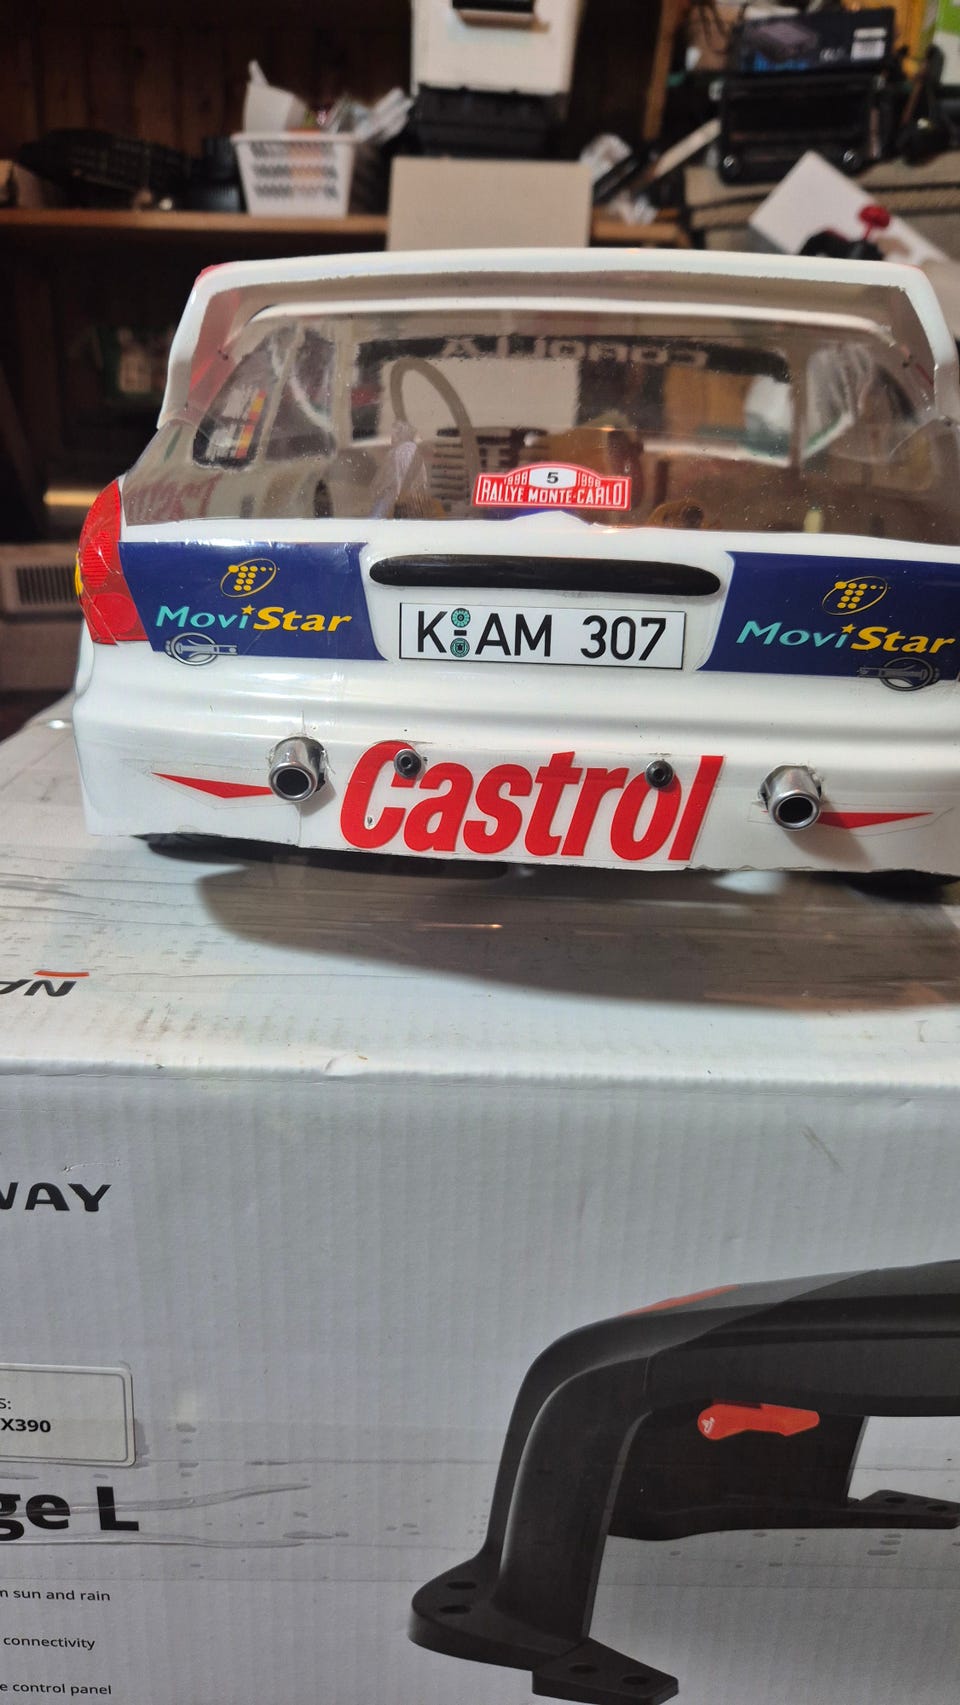 COROLLA
1998 5 1998
RALLYE MONTE-CARLO
MoviStar
MoviStar
K AM 307
Castrol
WAY
S:
X390
ge L
m sun and rain
connectivity
e control panel